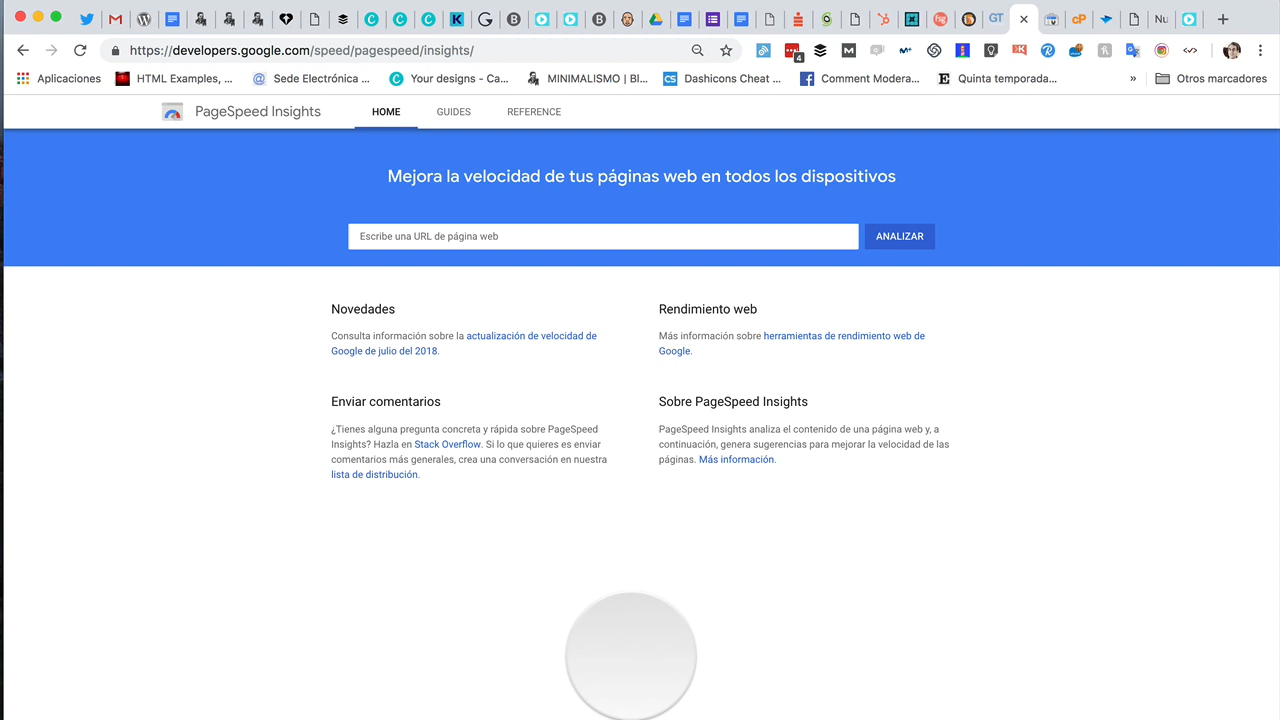 https://developers.google.com/speed/pagespeed/insights/
4
Aplicaciones
HTML Examples, ...
Sede Electrónica ...
Your designs - Ca...
MINIMALISMO | Bl...
Dashicons Cheat ...
Comment Modera...
Quinta temporada...
»
Otros marcadores
PageSpeed Insights
HOME
GUIDES
REFERENCE
Mejora la velocidad de tus páginas web en todos los dispositivos
Escribe una URL de página web
ANALIZAR
Novedades
Consulta información sobre la actualización de velocidad de
Google de julio del 2018.
Rendimiento web
Más información sobre herramientas de rendimiento web de
Google.
Enviar comentarios
¿Tienes alguna pregunta concreta y rápida sobre PageSpeed
Insights? Hazla en Stack Overflow. Si lo que quieres es enviar
comentarios más generales, crea una conversación en nuestra
lista de distribución.
Sobre PageSpeed Insights
PageSpeed Insights analiza el contenido de una página web y, a
continuación, genera sugerencias para mejorar la velocidad de las
páginas. Más información.